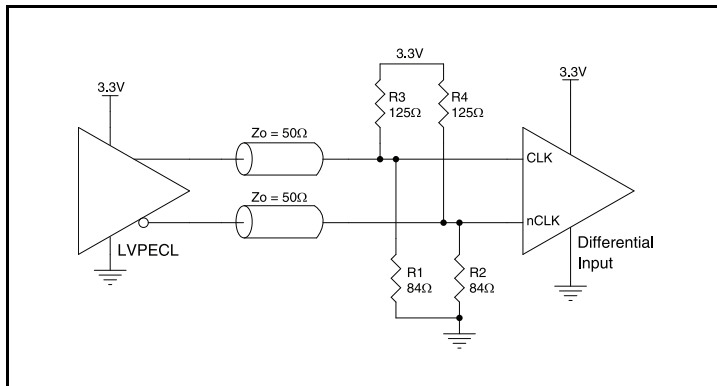 3.3V
3.3V
3.3V
R3
125Ω
R4
125Ω
Zo = 50Ω
CLK
Zo = 50Ω
nCLK
LVPECL
Differential
Input
R1
84Ω
R2
84Ω